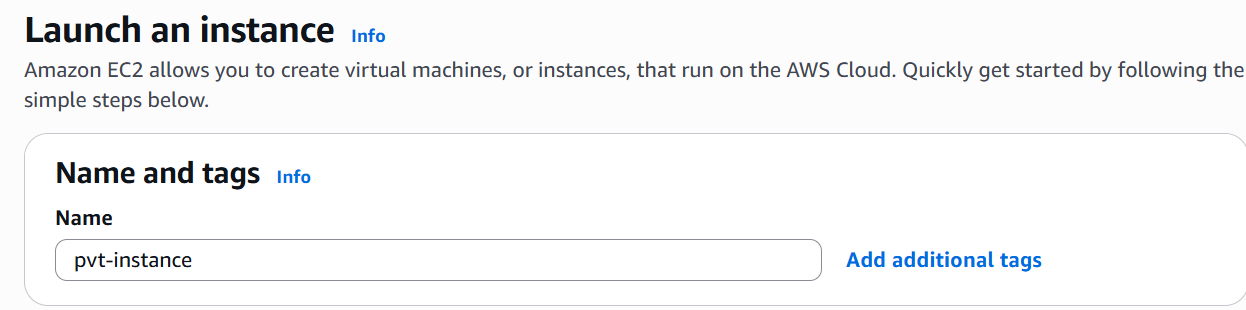 Launch an instance Info
Amazon EC2 allows you to create virtual machines, or instances, that run on the AWS Cloud. Quickly get started by following the
simple steps below.
Name and tags Info
Name
pvt-instance Add additional tags